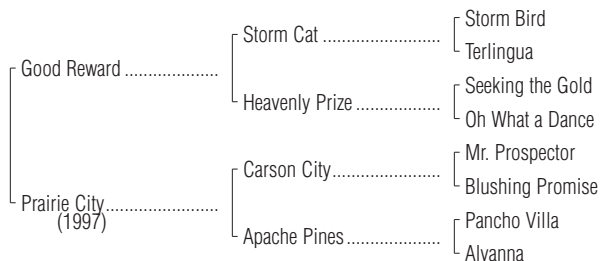 Storm Bird
Storm Cat ........................
Terlingua
Good Reward ....................
Seeking the Gold
Heavenly Prize ..................
Oh What a Dance
Mr. Prospector
Carson City.......................
Blushing Promise
Prairie City........................
(1997)
Pancho Villa
Apache Pines....................
Alvanna